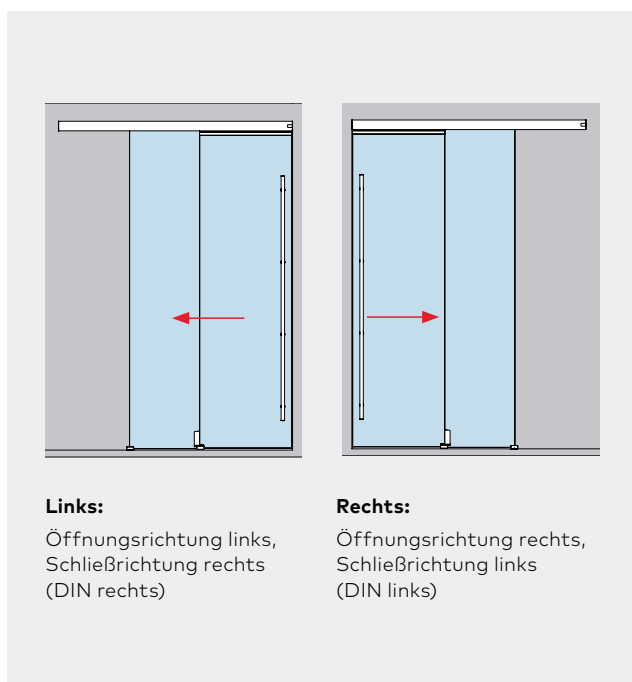 Links:
Öffnungsrichtung links,
Schließrichtung rechts
(DIN rechts)
Rechts:
Öffnungsrichtung rechts,
Schließrichtung links
(DIN links)